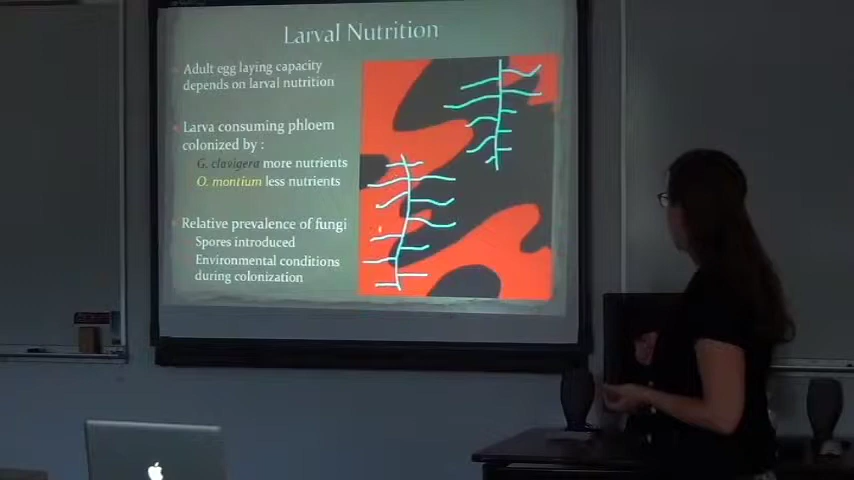 Larval Nutrition
Adult egg laying capacity
depends on larval nutrition
Larva consuming phloem
colonized by :
G. clavigera more nutrients
O. montium less nutrients
Relative prevalence of fungi
Spores introduced
Environmental conditions
during colonization